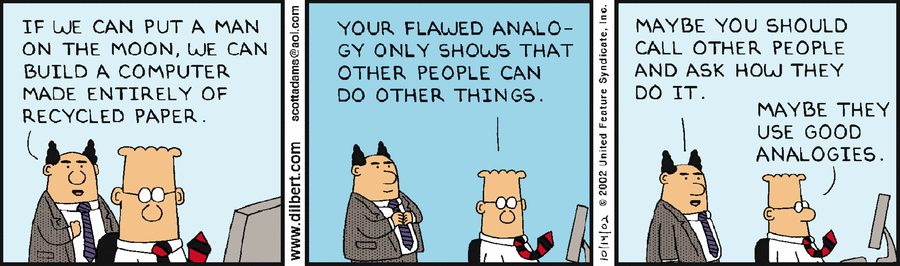 IF WE CAN PUT A MAN
ON THE MOON, WE CAN
BUILD A COMPUTER
MADE ENTIRELY OF
RECYCLED PAPER.
www.dilbert.com
scottadams@aol.com
YOUR FLAWED ANALO-
GY ONLY SHOWS THAT
OTHER PEOPLE CAN
DO OTHER THINGS.
10/14/02 © 2002 United Feature Syndicate, Inc.
MAYBE YOU SHOULD
CALL OTHER PEOPLE
AND ASK HOW THEY
DO IT.
MAYBE THEY
USE GOOD
ANALOGIES.